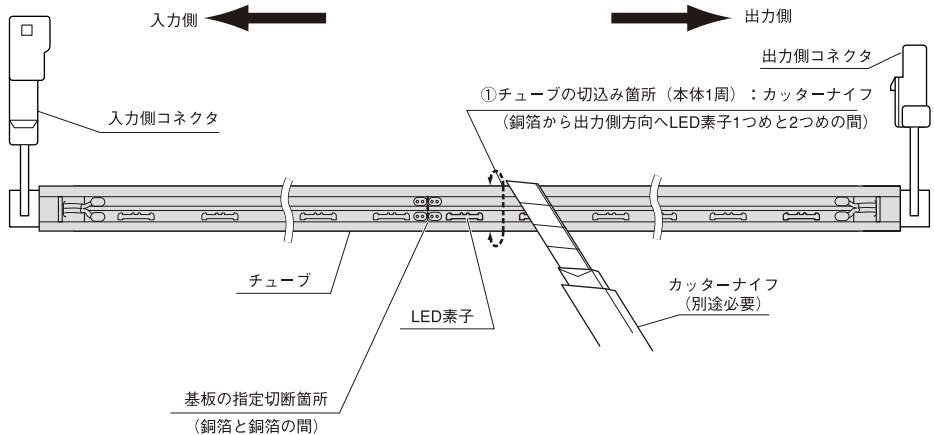 入力側
出力側
出力側コネクタ
①チューブの切込み箇所（本体1周）：カッターナイフ
（銅箔から出力側方向へLED素子1つめと2つめの間）
入力側コネクタ
チューブ
LED素子
カッターナイフ
（別途必要）
基板の指定切断箇所
（銅箔と銅箔の間）